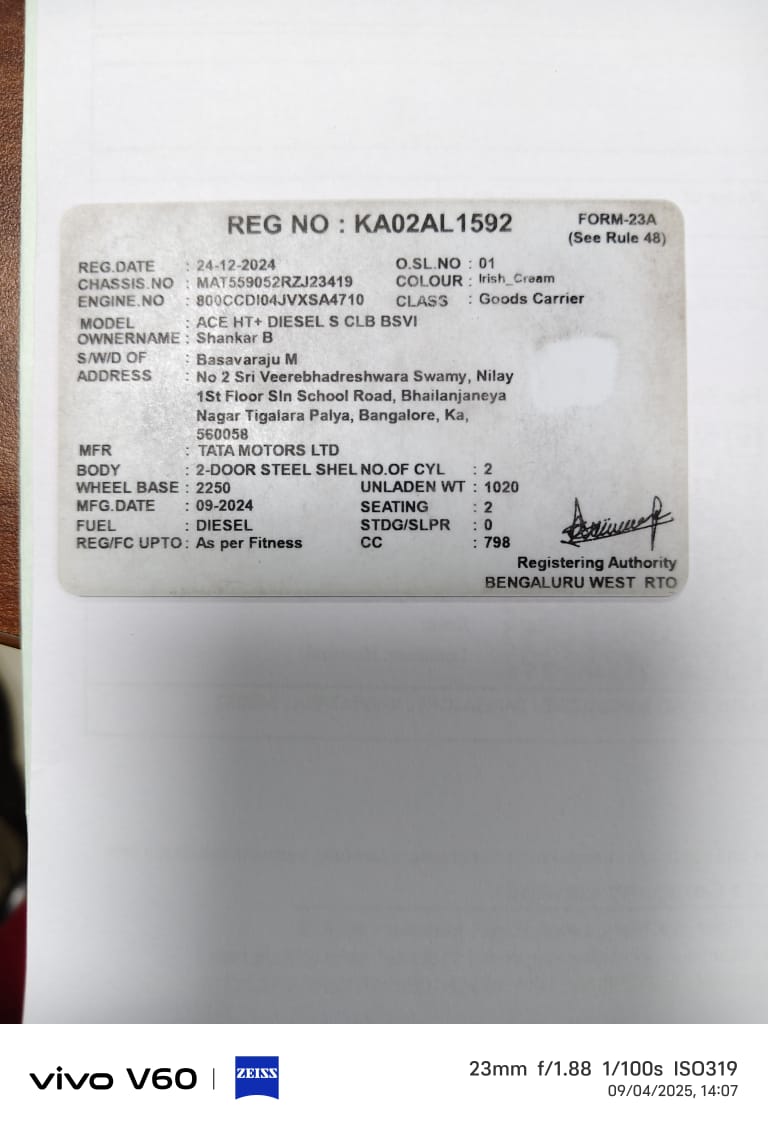 REG NO : KA02AL1592
FORM-23A
(See Rule 48)
REG.DATE : 24-12-2024 O.SL.NO : 01
CHASSIS.NO : MAT559052RZJ23419 COLOUR : Irish_Cream
ENGINE.NO : 800CCDI04JVXSA4710 CLASS : Goods Carrier
MODEL : ACE HT+ DIESEL S CLB BSVI
OWNERNAME : Shankar B
S/W/D OF : Basavaraju M
ADDRESS : No 2 Sri Veerebhadreshwara Swamy, Nilay
1St Floor Sln School Road, Bhailanjaneya
Nagar Tigalara Palya, Bangalore, Ka,
560058
MFR : TATA MOTORS LTD
BODY : 2-DOOR STEEL SHEL NO.OF CYL : 2
WHEEL BASE : 2250 UNLADEN WT : 1020
MFG.DATE : 09-2024 SEATING : 2
FUEL : DIESEL STDG/SLPR : 0
REG/FC UPTO : As per Fitness CC : 798
Registering Authority
BENGALURU WEST RTO
vivo V60 | ZEISS
23mm f/1.88 1/100s ISO319
09/04/2025, 14:07